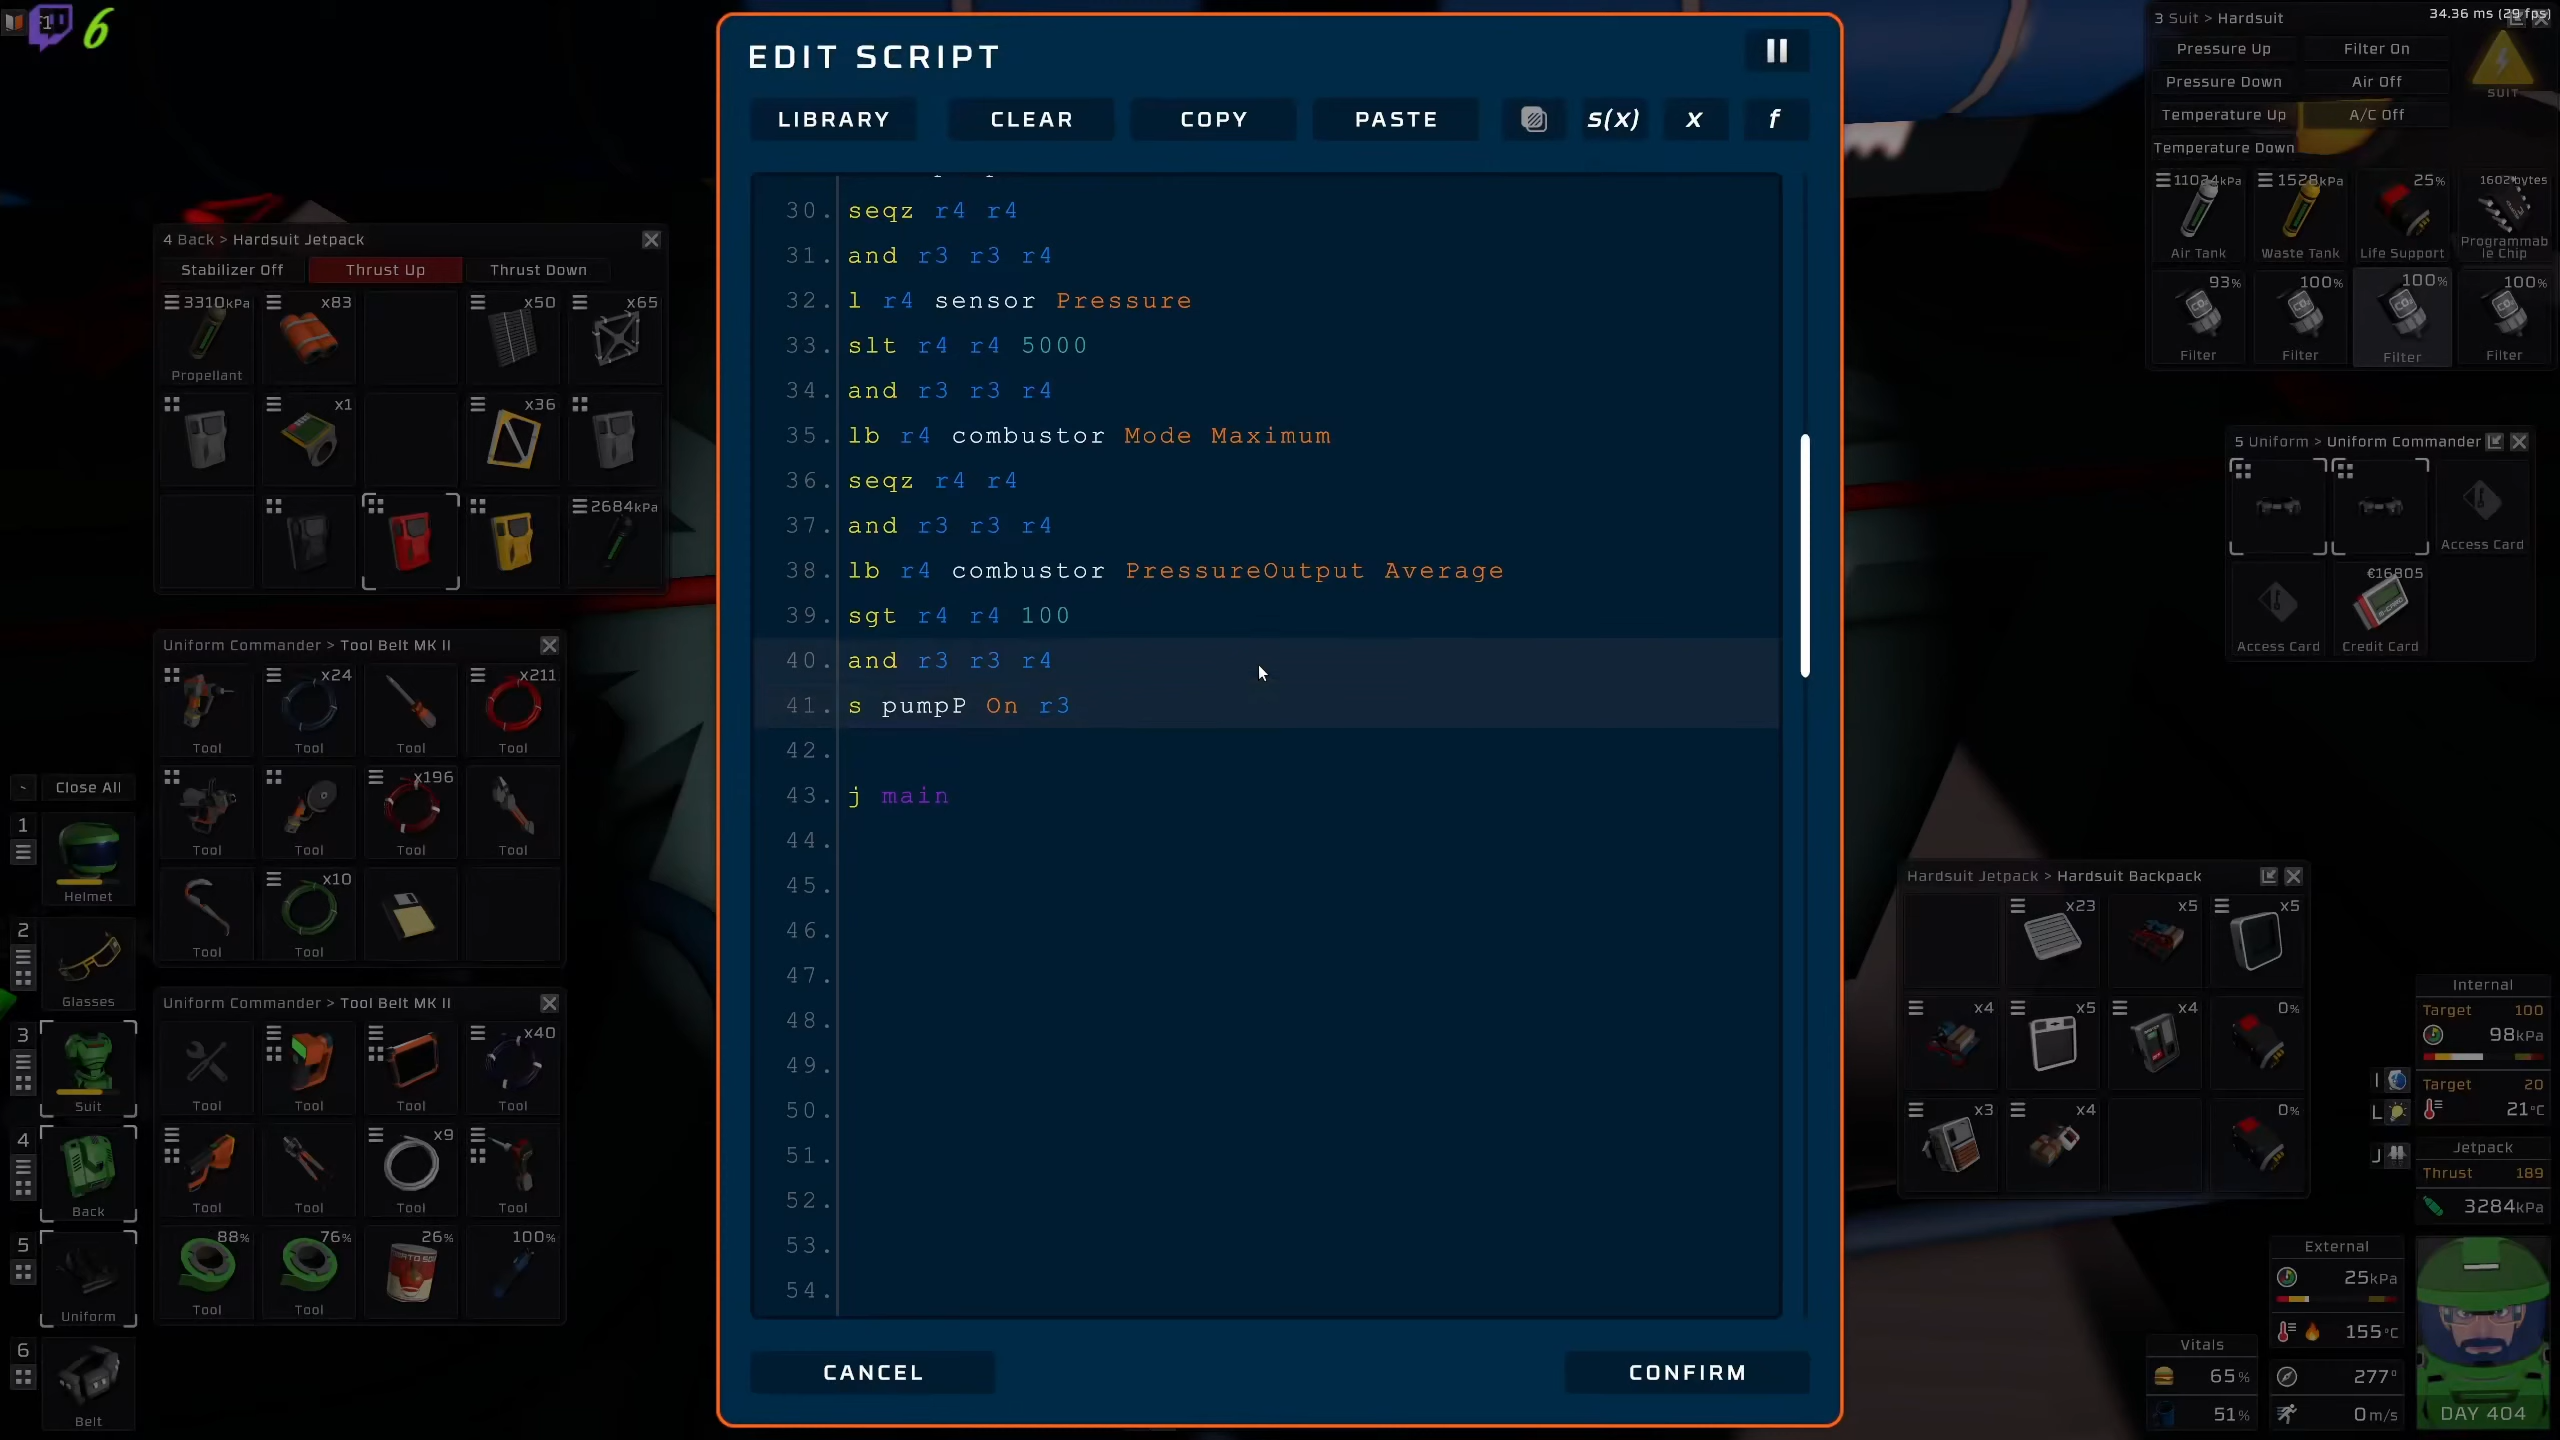 F1
6
EDIT SCRIPT
LIBRARY
CLEAR
COPY
PASTE
s(x)
x
f
30. seqz r4 r4
31. and r3 r3 r4
32. l r4 sensor Pressure
33. slt r4 r4 5000
34. and r3 r3 r4
35. lb r4 combustor Mode Maximum
36. seqz r4 r4
37. and r3 r3 r4
38. lb r4 combustor PressureOutput Average
39. sgt r4 r4 100
40. and r3 r3 r4
41. s pumpP On r3
42.
43. j main
44.
45.
46.
47.
48.
49.
50.
51.
52.
53.
54.
CANCEL
CONFIRM
4 Back > Hardsuit Jetpack
Stabilizer Off
Thrust Up
Thrust Down
3310kPa
x83
x50
x65
Propellant
x1
x36
2684kPa
Uniform Commander > Tool Belt MK II
x24
x211
Tool
Tool
Tool
Tool
x196
Tool
Tool
Tool
Tool
x10
Tool
Tool
Tool
Uniform Commander > Tool Belt MK II
x40
Tool
Tool
Tool
Tool
x9
Tool
Tool
Tool
Tool
88%
76%
26%
100%
Tool
Tool
Tool
Tool
- Close All
1
Helmet
2
Glasses
3
Suit
4
Back
5
Uniform
6
Belt
34.36 ms (29 fps)
3 Suit > Hardsuit
Pressure Up
Filter On
Pressure Down
Air Off
SUIT
Temperature Up
A/C Off
Temperature Down
11024kPa
1528kPa
25%
1602 bytes
Air Tank
Waste Tank
Life Support
Programmab
le Chip
93%
100%
100%
100%
Filter
Filter
Filter
Filter
5 Uniform > Uniform Commander
Access Card
€16805
Access Card
Credit Card
Hardsuit Jetpack > Hardsuit Backpack
x23
x5
x5
x4
x5
x4
0%
x3
x4
0%
Internal
Target 100
98kPa
Target 20
21°C
I
L
J
Jetpack
Thrust 189
3284kPa
External
25kPa
155°C
277°
0m/s
Vitals
65%
51%
DAY 404